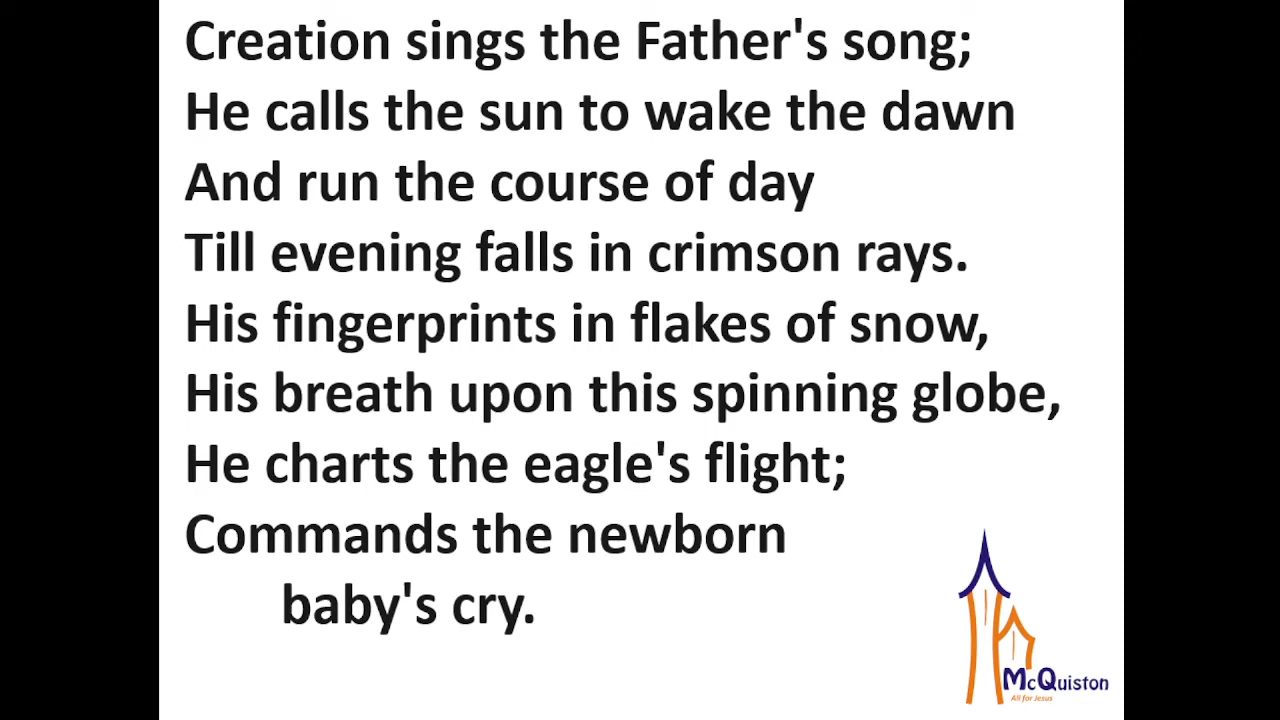 Creation sings the Father's song;
He calls the sun to wake the dawn
And run the course of day
Till evening falls in crimson rays.
His fingerprints in flakes of snow,
His breath upon this spinning globe,
He charts the eagle's flight;
Commands the newborn
baby's cry.
McQuiston
All for Jesus